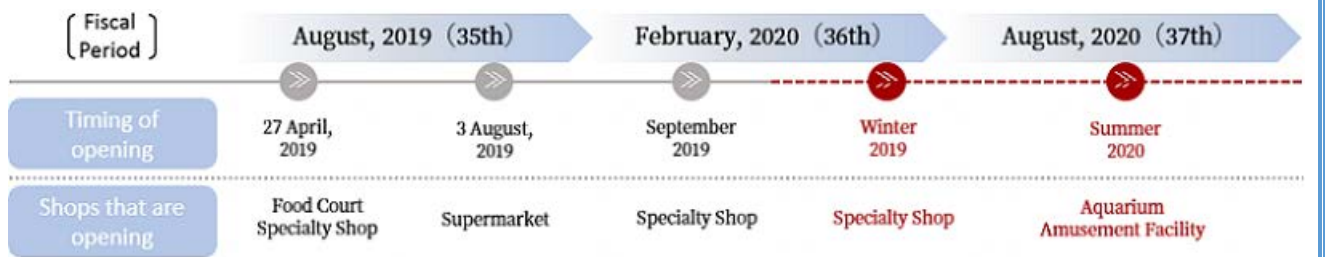 Fiscal
Period
August, 2019 (35th)
February, 2020 (36th)
August, 2020 (37th)
Timing of
opening
27 April,
2019
3 August,
2019
September
2019
Winter
2019
Summer
2020
Shops that are
opening
Food Court
Specialty Shop
Supermarket
Specialty Shop
Specialty Shop
Aquarium
Amusement Facility